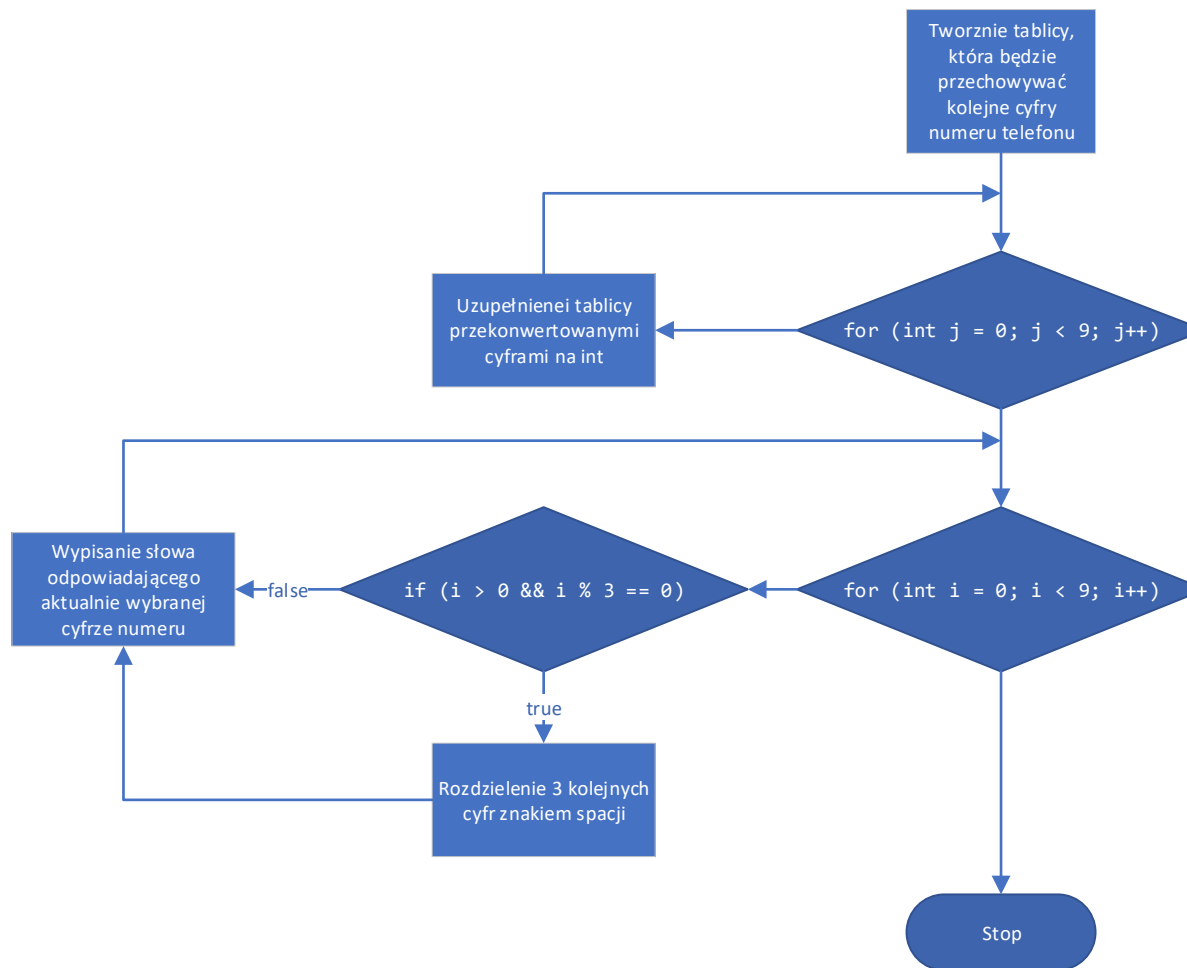 Tworznie tablicy,
która będzie
przechowywać
kolejne cyfry
numeru telefonu
Uzupełnienei tablicy
przekonwertowanymi
cyframi na int
for (int j = 0; j < 9; j++)
Wypisanie słowa
odpowiadającego
aktualnie wybranej
cyfrze numeru
false
if (i > 0 && i % 3 == 0)
for (int i = 0; i < 9; i++)
true
Rozdzielenie 3 kolejnych
cyfr znakiem spacji
Stop